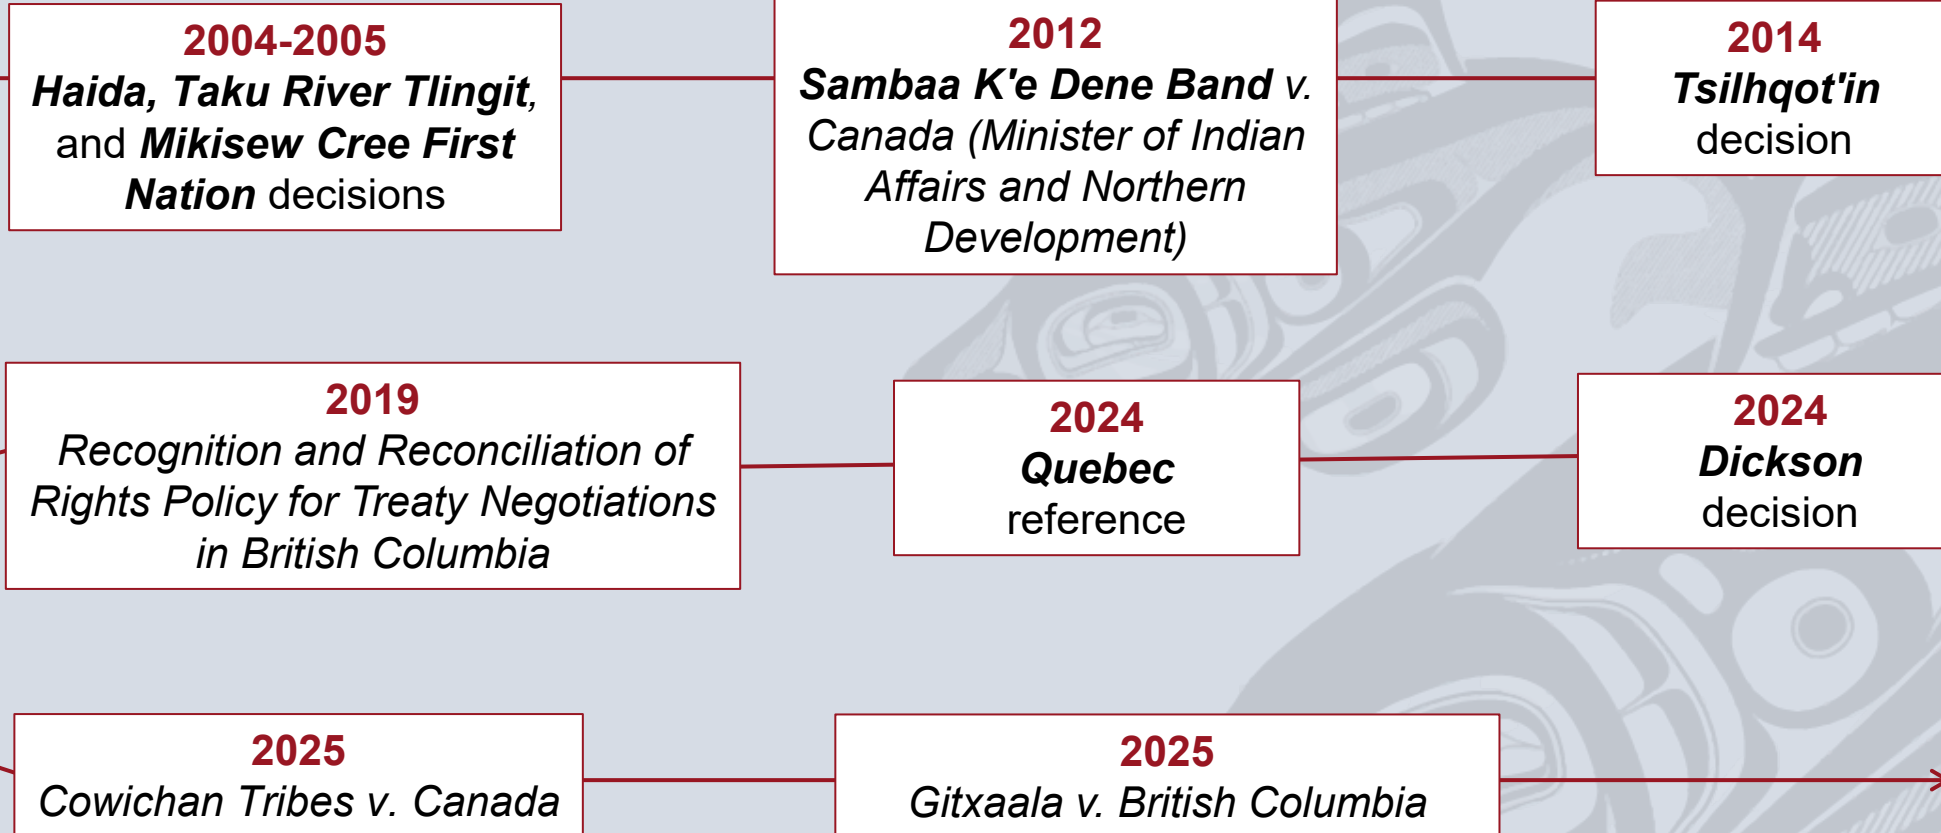 2004-2005
Haida, Taku River Tlingit,
and Mikisew Cree First
Nation decisions
2012
Sambaa K'e Dene Band v.
Canada (Minister of Indian
Affairs and Northern
Development)
2014
Tsilhqot'in
decision
2019
Recognition and Reconciliation of
Rights Policy for Treaty Negotiations
in British Columbia
2024
Quebec
reference
2024
Dickson
decision
2025
Cowichan Tribes v. Canada
2025
Gitxaala v. British Columbia